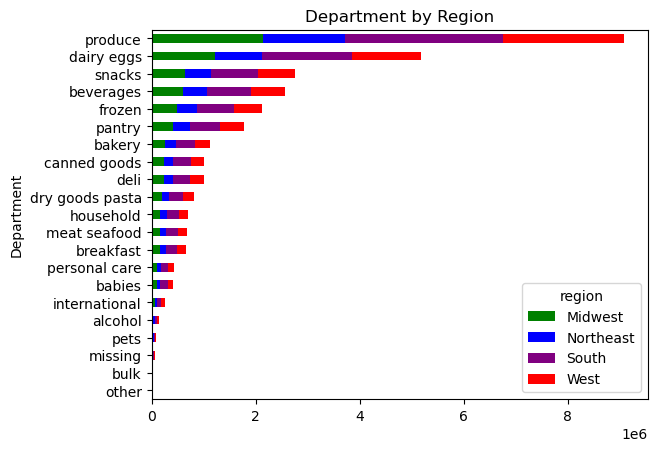 Department by Region
Department
produce
dairy eggs
snacks
beverages
frozen
pantry
bakery
canned goods
deli
dry goods pasta
household
meat seafood
breakfast
personal care
babies
international
alcohol
pets
missing
bulk
other
region
Midwest
Northeast
South
West
0 2 4 6 8
1e6